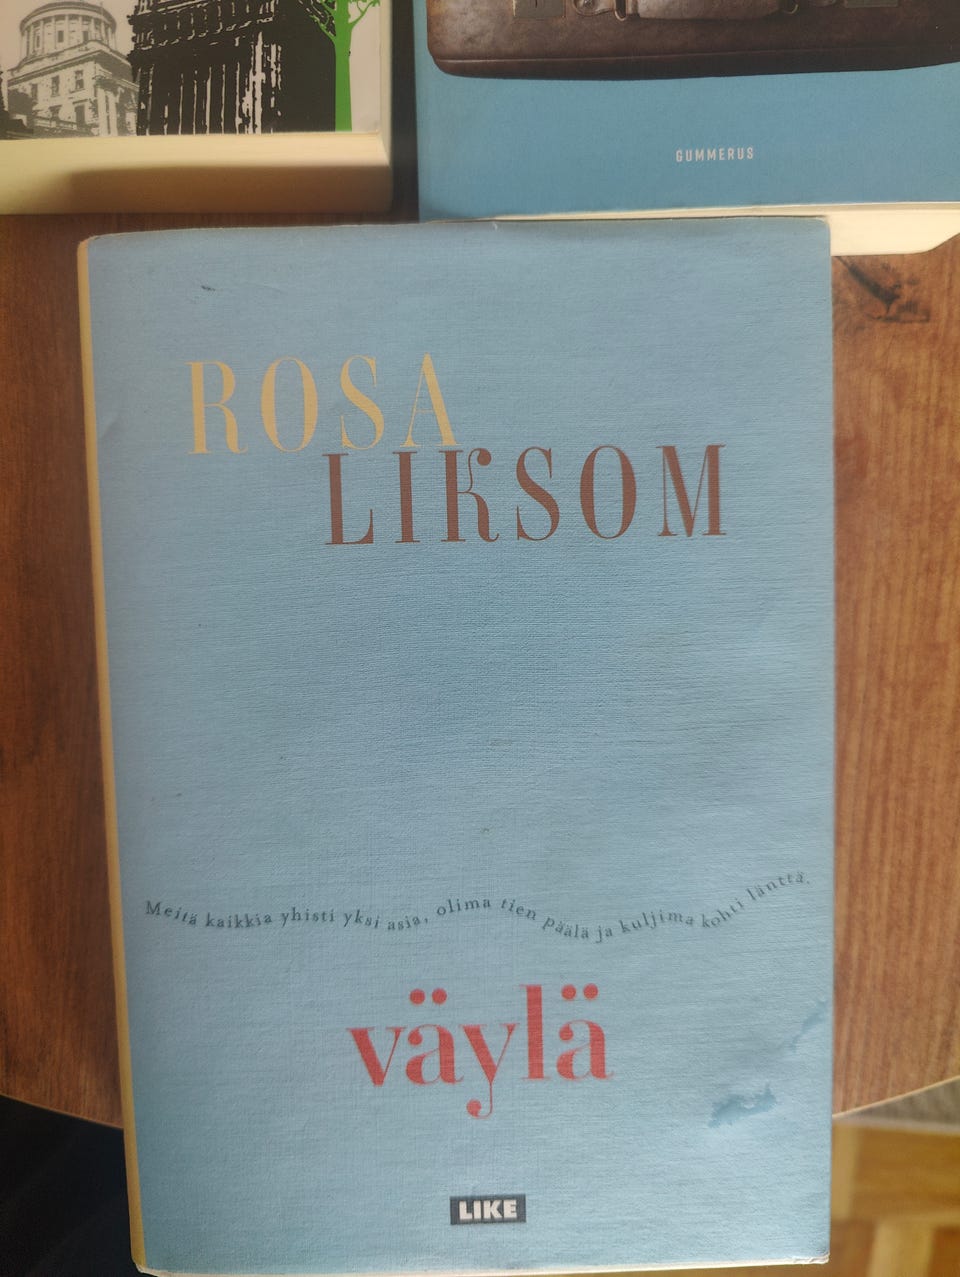 GUMMERUS
ROSA
LIKSOM
Meitä kaikkia yhisti yksi asia, olima tien päälä ja kuljima kohti länttä.
väylä
LIKE